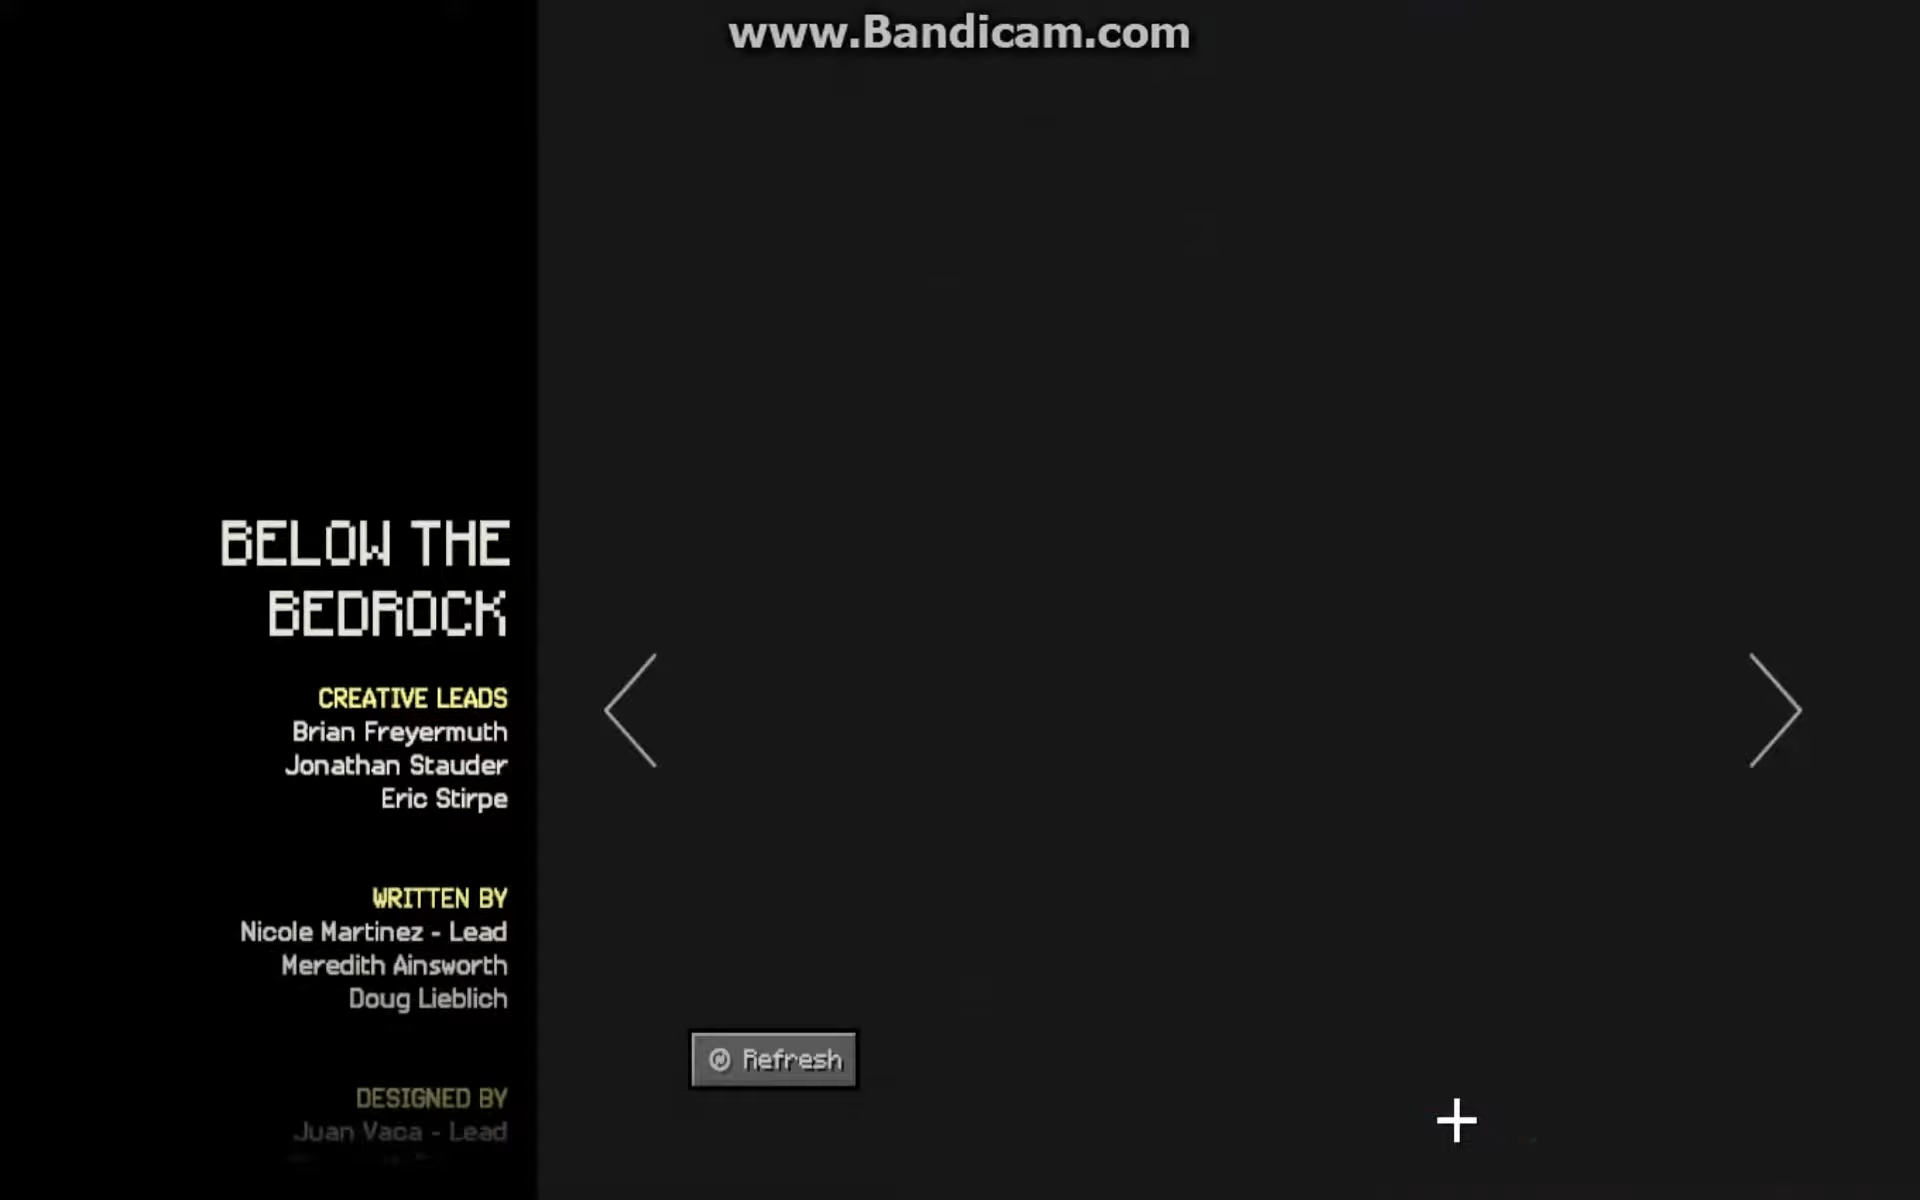 www.Bandicam.com
BELOW THE
BEDROCK
CREATIVE LEADS
Brian Freyermuth
Jonathan Stauder
Eric Stirpe
WRITTEN BY
Nicole Martinez - Lead
Meredith Ainsworth
Doug Lieblich
DESIGNED BY
Juan Vaca - Lead
Refresh